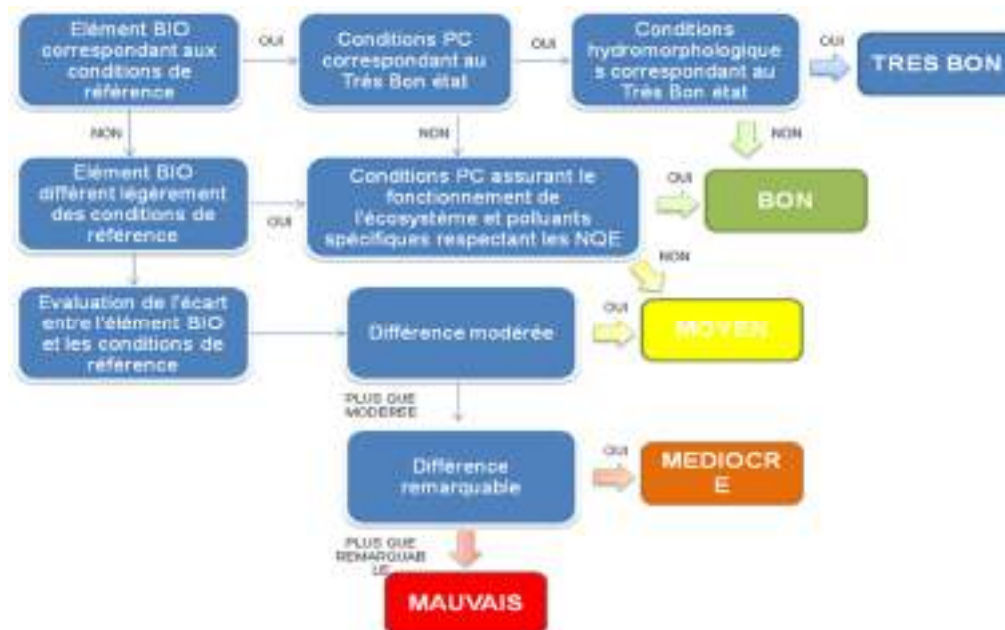 Elément BIO
correspondant aux
conditions de
référence
OUI
Conditions PC
correspondant au
Très Bon état
OUI
Conditions
hydromorphologique
s correspondant au
Très Bon état
OUI
TRES BON
NON
NON
NON
Elément BIO
différent légèrement
des conditions de
référence
OUI
Conditions PC assurant le
fonctionnement de
l'écosystème et polluants
spécifiques respectant les NQE
OUI
BON
NON
Evaluation de l'écart
entre l'élément BIO
et les conditions de
référence
Différence modérée
OUI
MOYEN
PLUS QUE
MODEREE
Différence
remarquable
OUI
MEDIOCR
E
PLUS QUE
REMARQUAB
LE
MAUVAIS